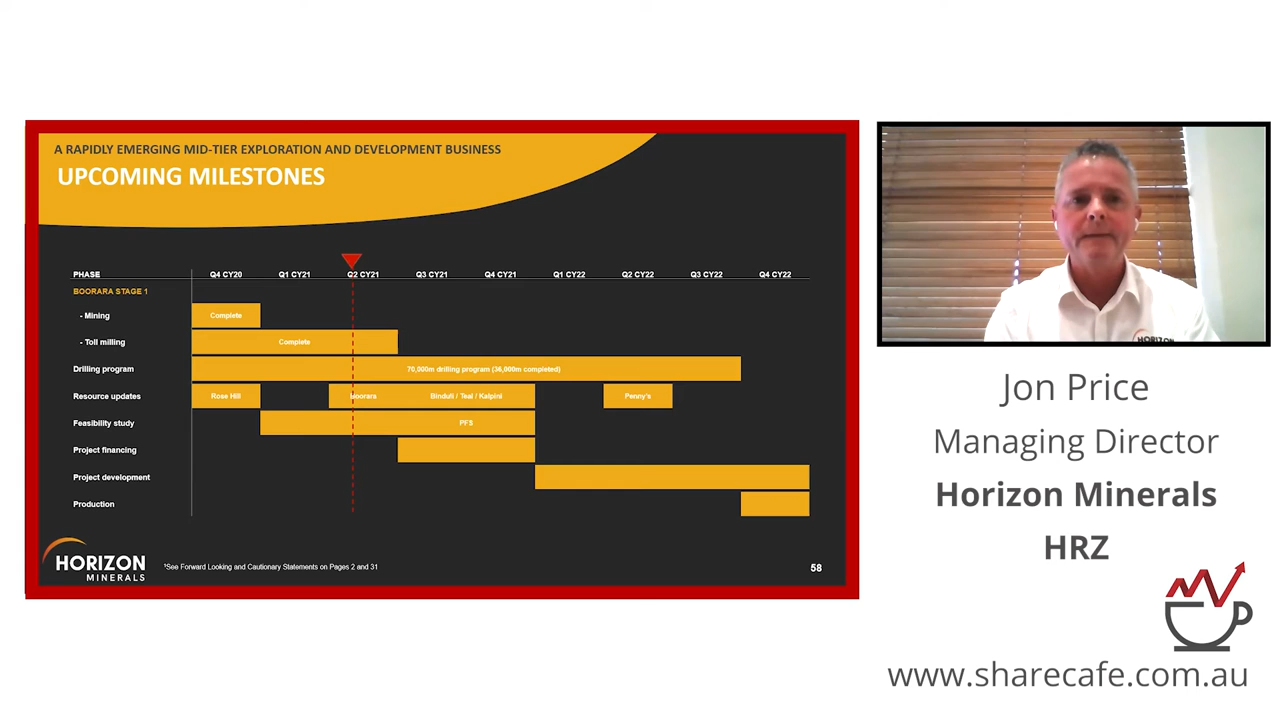 A RAPIDLY EMERGING MID-TIER EXPLORATION AND DEVELOPMENT BUSINESS
UPCOMING MILESTONES
PHASE Q4 CY20 Q1 CY21 Q2 CY21 Q3 CY21 Q4 CY21 Q1 CY22 Q2 CY22 Q3 CY22 Q4 CY22
BOORARA STAGE 1
- Mining Complete
- Toll milling Complete
Drilling program 70,000m drilling program (36,000m completed)
Resource updates Rose Hill Boorara Binduli / Teal / Kalpini Penny's
Feasibility study PFS
Project financing
Project development
Production
HORIZON
MINERALS
¹See Forward Looking and Cautionary Statements on Pages 2 and 31
58
HORIZON
Jon Price
Managing Director
Horizon Minerals
HRZ
www.sharecafe.com.au